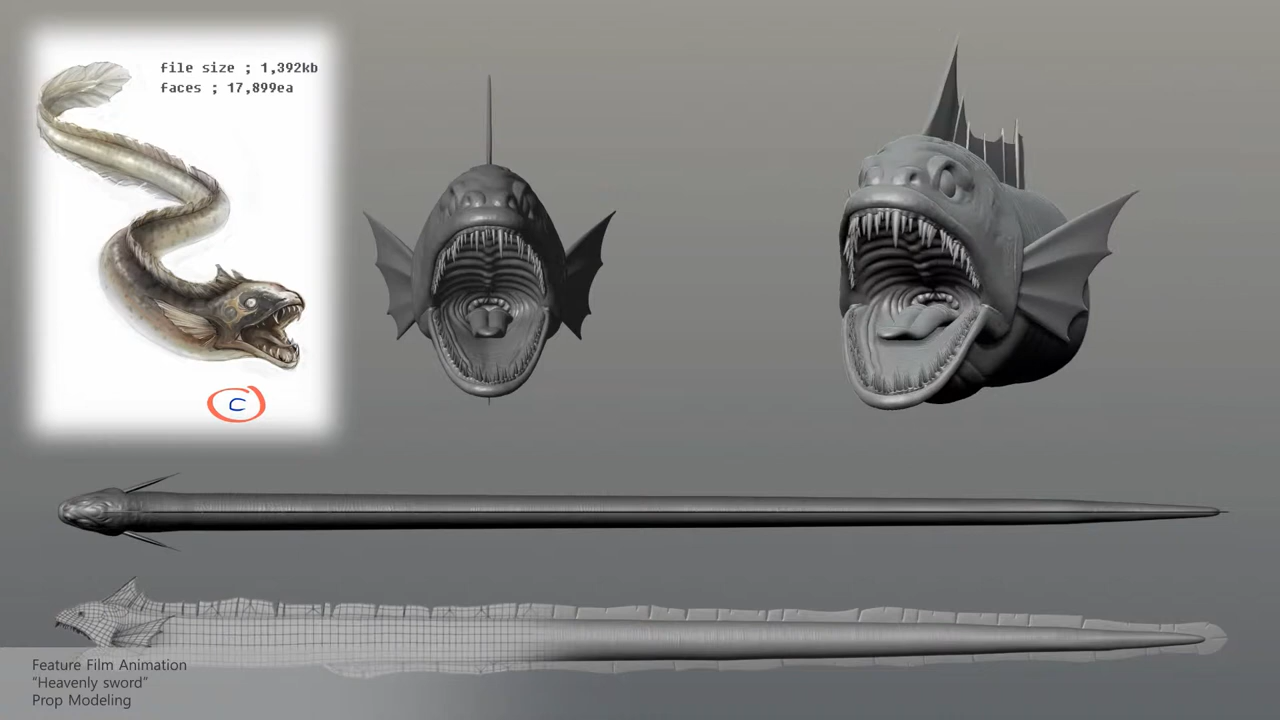 file size ; 1,392kb
faces ; 17,899ea
C
Feature Film Animation
“Heavenly sword”
Prop Modeling